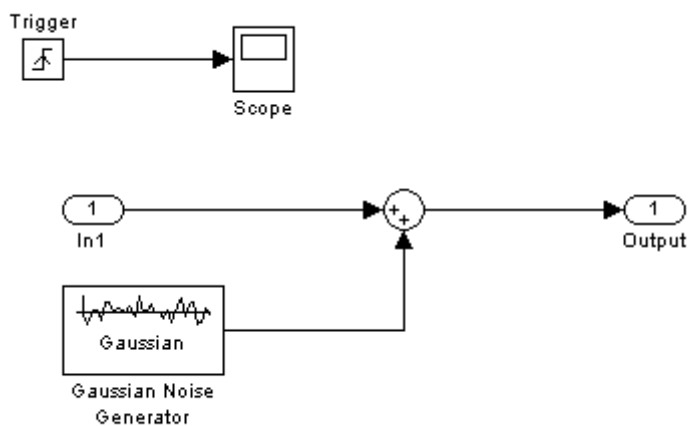 Trigger
Scope
1
In1
+
+
1
Output
Gaussian
Gaussian Noise
Generator